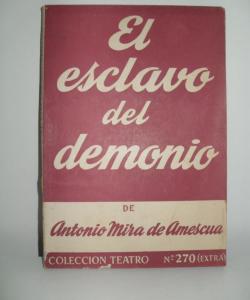 El
esclavo
del
demonio
DE
Antonio Mira de Amescua
COLECCION TEATRO Nº 270 (EXTRA)